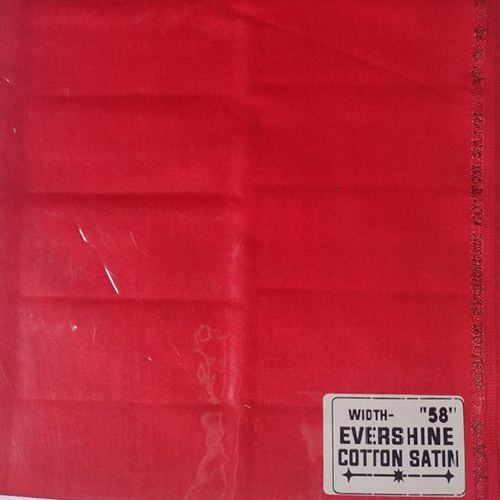 WIDTH- "58"
EVERSHINE
COTTON SATIN